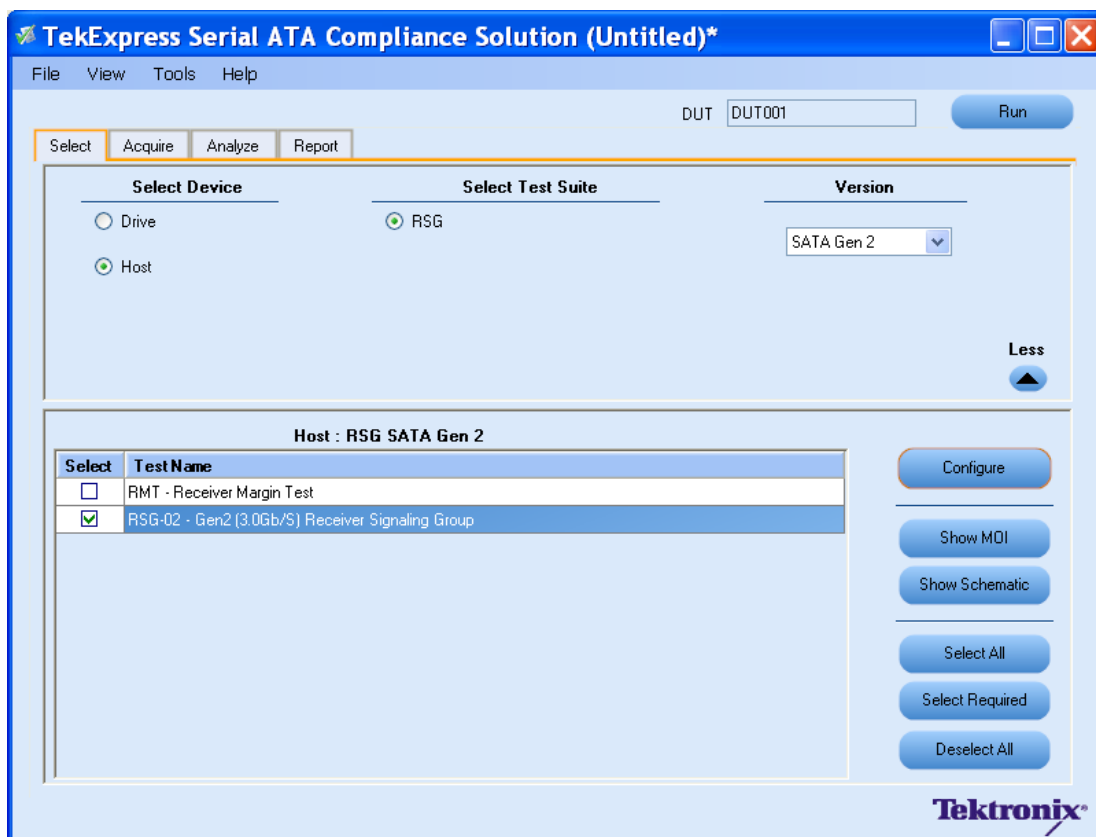 TekExpress Serial ATA Compliance Solution (Untitled)*
File View Tools Help
DUT DUT001 Run
Select Acquire Analyze Report
Select Device Select Test Suite Version
Drive RSG
SATA Gen 2
Host
Less
Host : RSG SATA Gen 2
Select Test Name
RMT - Receiver Margin Test
RSG-02 - Gen2 (3.0Gb/S) Receiver Signaling Group
Configure
Show MOI
Show Schematic
Select All
Select Required
Deselect All
Tektronix